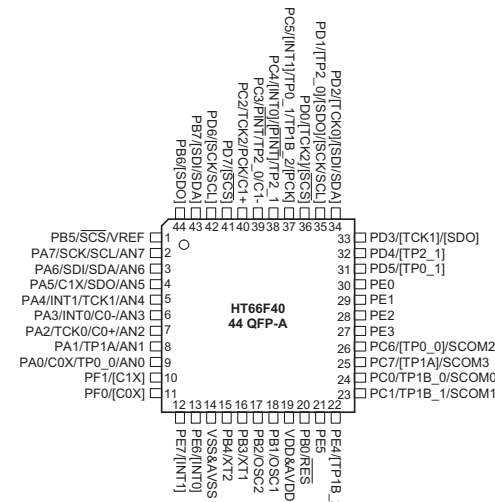 PB6/[SDO]
PB7/[SDI/SDA]
PD6/[SCK/SCL]
PD7/[SCS]
PC2/TCK2/PCK/C1+
PC3/PINT/TP2_0/C1-
PC4/[INT0]/[PINT]/TP2_1
PC5/[INT1]/TP0_1/TP1B_2/[PCK]
PD0/[TCK2]/[SCS]
PD1/[TP2_0]/[SDO]/[SCK/SCL]
PD2/[TCK0]/[SDI/SDA]
44 43 42 41 40 39 38 37 36 35 34
PB5/SCS/VREF 1
PA7/SCK/SCL/AN7 2
PA6/SDI/SDA/AN6 3
PA5/C1X/SDO/AN5 4
PA4/INT1/TCK1/AN4 5
PA3/INT0/C0-/AN3 6
PA2/TCK0/C0+/AN2 7
PA1/TP1A/AN1 8
PA0/C0X/TP0_0/AN0 9
PF1/[C1X] 10
PF0/[C0X] 11
HT66F40
44 QFP-A
33 PD3/[TCK1]/[SDO]
32 PD4/[TP2_1]
31 PD5/[TP0_1]
30 PE0
29 PE1
28 PE2
27 PE3
26 PC6/[TP0_0]/SCOM2
25 PC7/[TP1A]/SCOM3
24 PC0/TP1B_0/SCOM0
23 PC1/TP1B_1/SCOM1
12 13 14 15 16 17 18 19 20 21 22
PE7/[INT1]
PE6/[INT0]
VSS&AVSS
PB4/XT2
PB3/XT1
PB2/OSC2
PB1/OSC1
VDD&AVDD
PB0/RES
PE5
PE4/[TP1B_